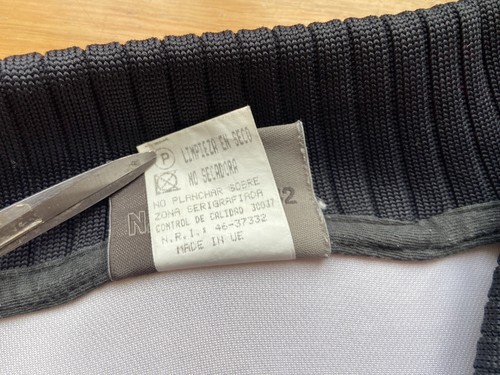 P LIMPIEZA EN SECO
NO SECADORA
NO PLANCHAR SOBRE
ZONA SERIGRAFIADA
CONTROL DE CALIDAD 30037
N.R.I.: 46-37332
MADE IN UE
N
2